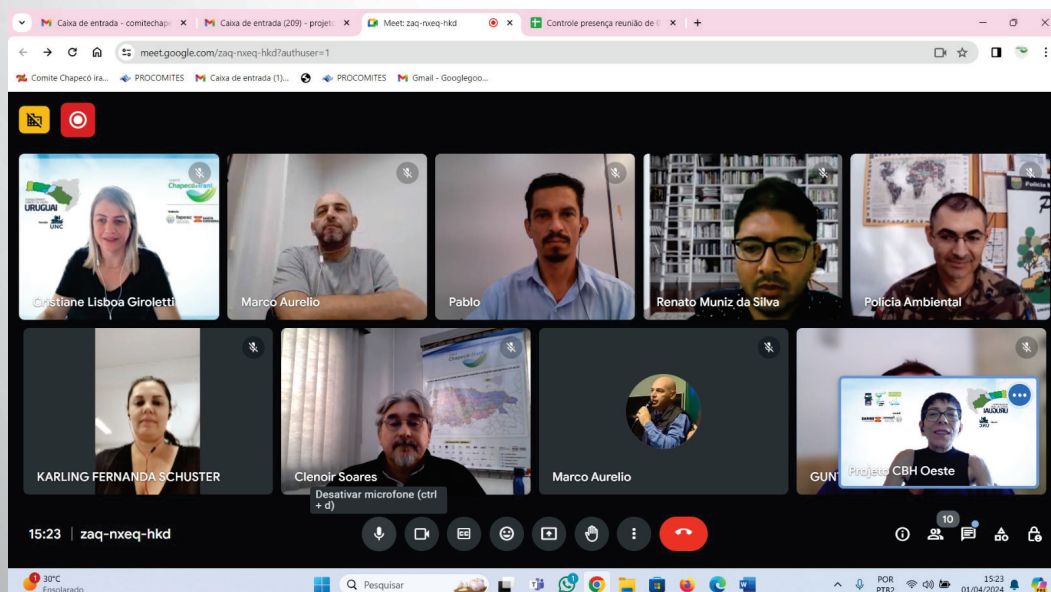 Caixa de entrada - comitechape
Caixa de entrada (209) - projeto
Meet: zaq-nxeq-hkd
Controle presença reunião de 0
meet.google.com/zaq-nxeq-hkd?authuser=1
Comite Chapecó ira...
PROCOMITES
Caixa de entrada (1)...
PROCOMITES
Gmail - Googlegoo...
URUGUAI
UNC
Cristiane Lisboa Giroletti
Marco Aurelio
Pablo
Renato Muniz da Silva
Polícia Ambiental
KARLING FERNANDA SCHUSTER
Clenoir Soares
Marco Aurelio
GUN
Projeto CBH Oeste
Desativar microfone (ctrl
+ d)
15:23 | zaq-nxeq-hkd
10
1
30°C
Ensolarado
Pesquisar
POR
PTB2
15:23
01/04/2024